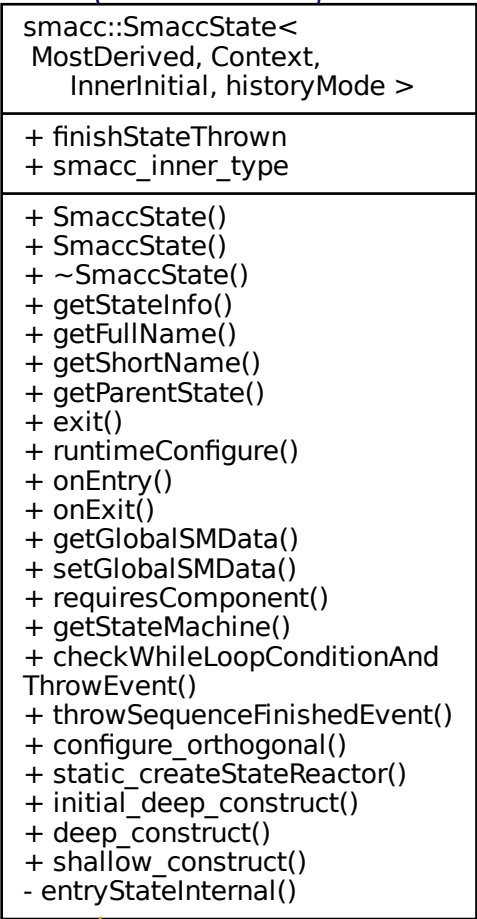 smacc::SmaccState<
MostDerived, Context,
InnerInitial, historyMode >
+ finishStateThrown
+ smacc_inner_type
+ SmaccState()
+ SmaccState()
+ ~SmaccState()
+ getStateInfo()
+ getFullName()
+ getShortName()
+ getParentState()
+ exit()
+ runtimeConfigure()
+ onEntry()
+ onExit()
+ getGlobalSMData()
+ setGlobalSMData()
+ requiresComponent()
+ getStateMachine()
+ checkWhileLoopConditionAnd
ThrowEvent()
+ throwSequenceFinishedEvent()
+ configure_orthogonal()
+ static_createStateReactor()
+ initial_deep_construct()
+ deep_construct()
+ shallow_construct()
- entryStateInternal()